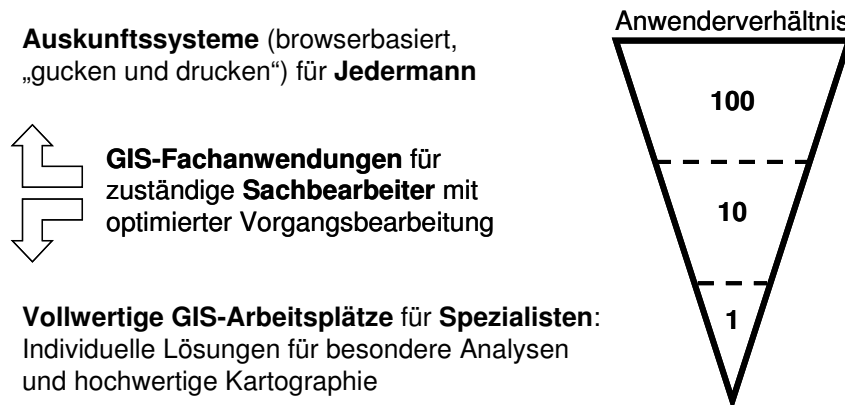 Anwenderverhältnis
Auskunftssysteme (browserbasiert,
„gucken und drucken“) für Jedermann
100
GIS-Fachanwendungen für
zuständige Sachbearbeiter mit
optimierter Vorgangsbearbeitung
10
Vollwertige GIS-Arbeitsplätze für Spezialisten:
Individuelle Lösungen für besondere Analysen
und hochwertige Kartographie
1